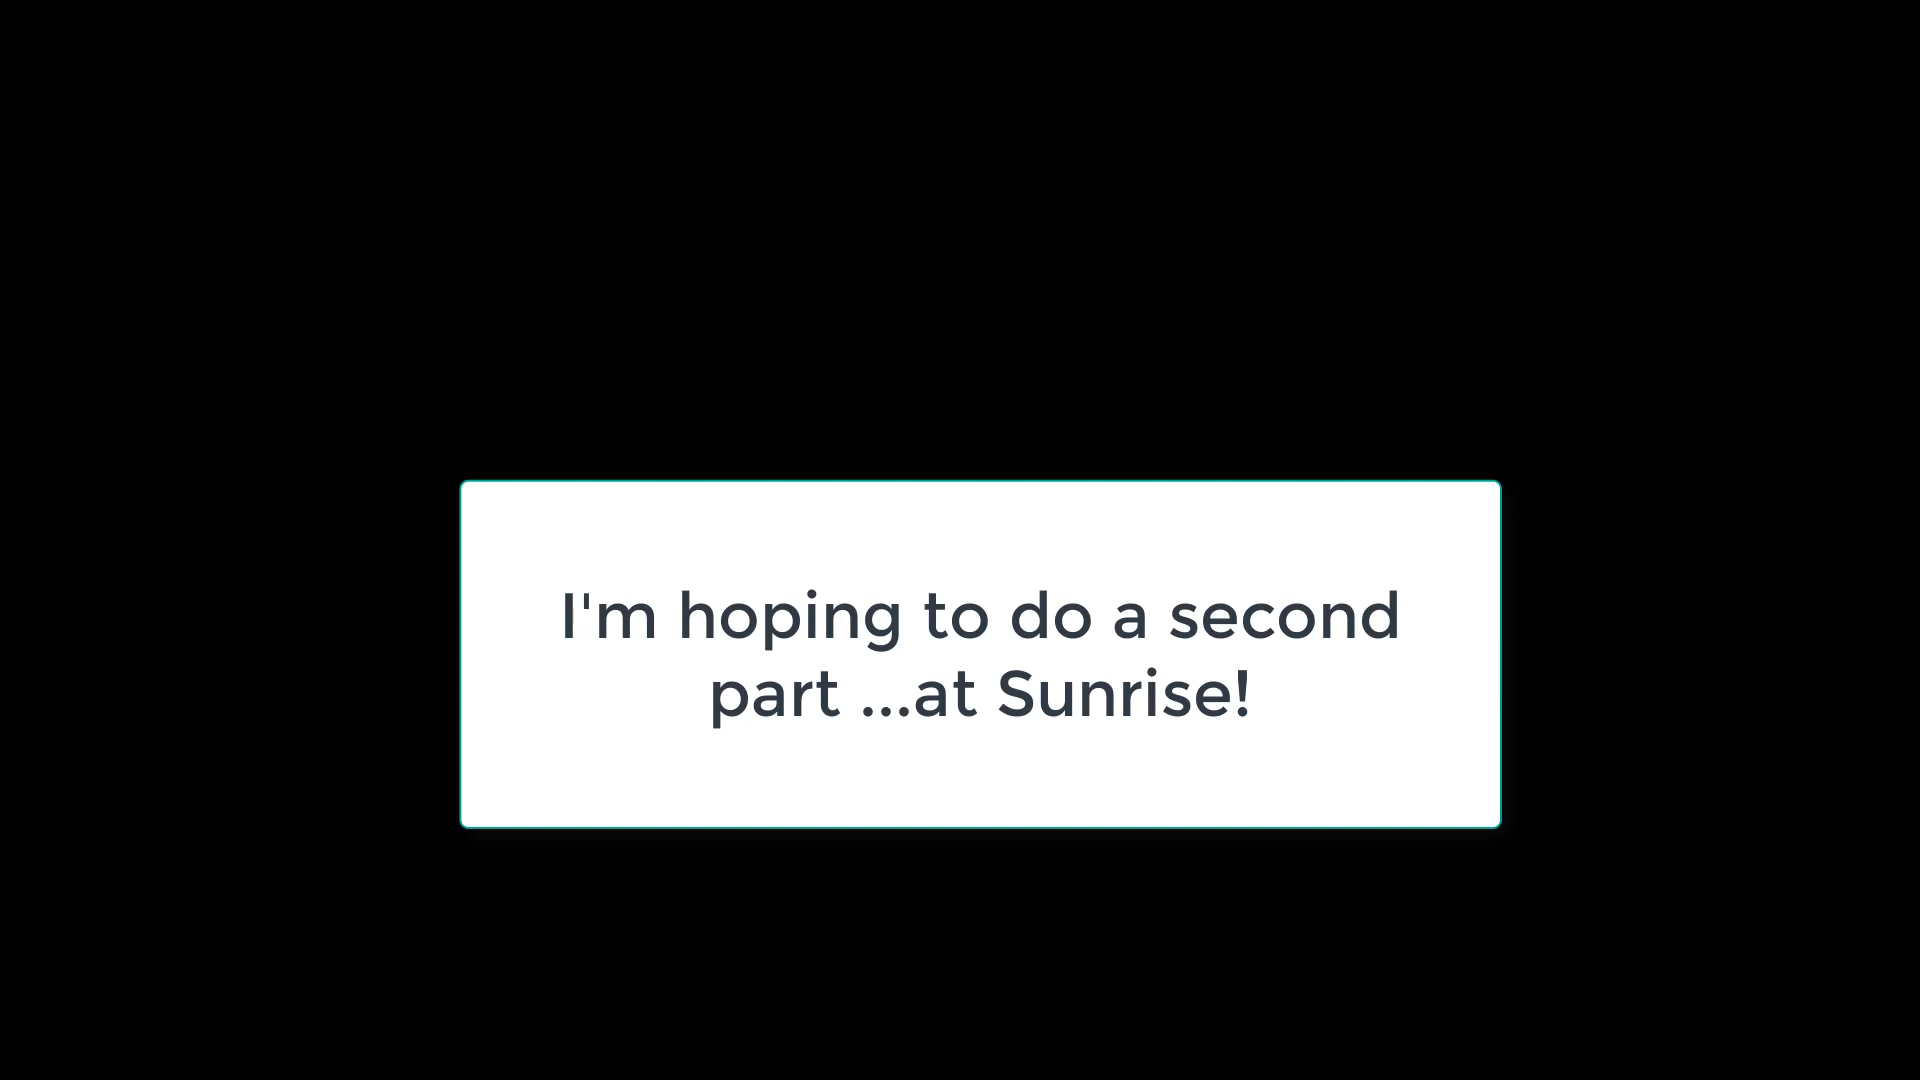 I'm hoping to do a second
part ...at Sunrise!